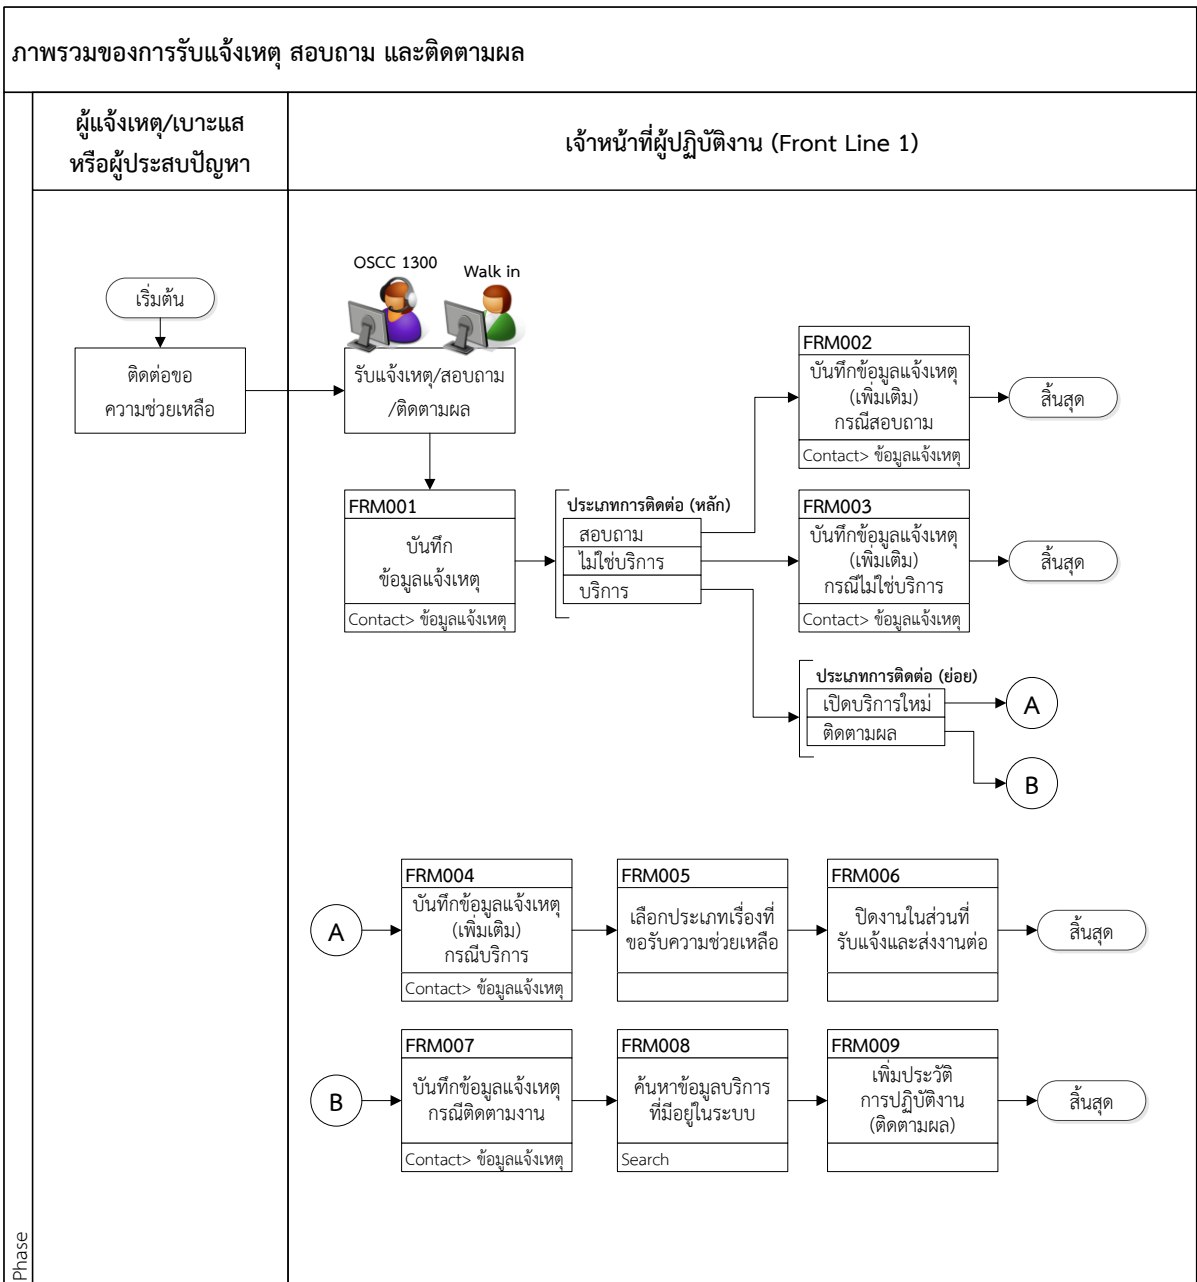 ภาพรวมของการรับแจ้งเหตุ สอบถาม และติดตามผล
ผู้แจ้งเหตุ/เบาะแส
หรือผู้ประสบปัญหา
เจ้าหน้าที่ผู้ปฏิบัติงาน (Front Line 1)
เริ่มต้น
ติดต่อขอ
ความช่วยเหลือ
OSCC 1300
Walk in
รับแจ้งเหตุ/สอบถาม
/ติดตามผล
FRM001
บันทึก
ข้อมูลแจ้งเหตุ
Contact> ข้อมูลแจ้งเหตุ
ประเภทการติดต่อ (หลัก)
สอบถาม
ไม่ใช่บริการ
บริการ
FRM002
บันทึกข้อมูลแจ้งเหตุ
(เพิ่มเติม)
กรณีสอบถาม
Contact> ข้อมูลแจ้งเหตุ
สิ้นสุด
FRM003
บันทึกข้อมูลแจ้งเหตุ
(เพิ่มเติม)
กรณีไม่ใช่บริการ
Contact> ข้อมูลแจ้งเหตุ
สิ้นสุด
ประเภทการติดต่อ (ย่อย)
เปิดบริการใหม่
ติดตามผล
A
B
A
FRM004
บันทึกข้อมูลแจ้งเหตุ
(เพิ่มเติม)
กรณีบริการ
Contact> ข้อมูลแจ้งเหตุ
FRM005
เลือกประเภทเรื่องที่
ขอรับความช่วยเหลือ
FRM006
ปิดงานในส่วนที่
รับแจ้งและส่งงานต่อ
สิ้นสุด
B
FRM007
บันทึกข้อมูลแจ้งเหตุ
กรณีติดตามงาน
Contact> ข้อมูลแจ้งเหตุ
FRM008
ค้นหาข้อมูลบริการ
ที่มีอยู่ในระบบ
Search
FRM009
เพิ่มประวัติ
การปฏิบัติงาน
(ติดตามผล)
สิ้นสุด
Phase